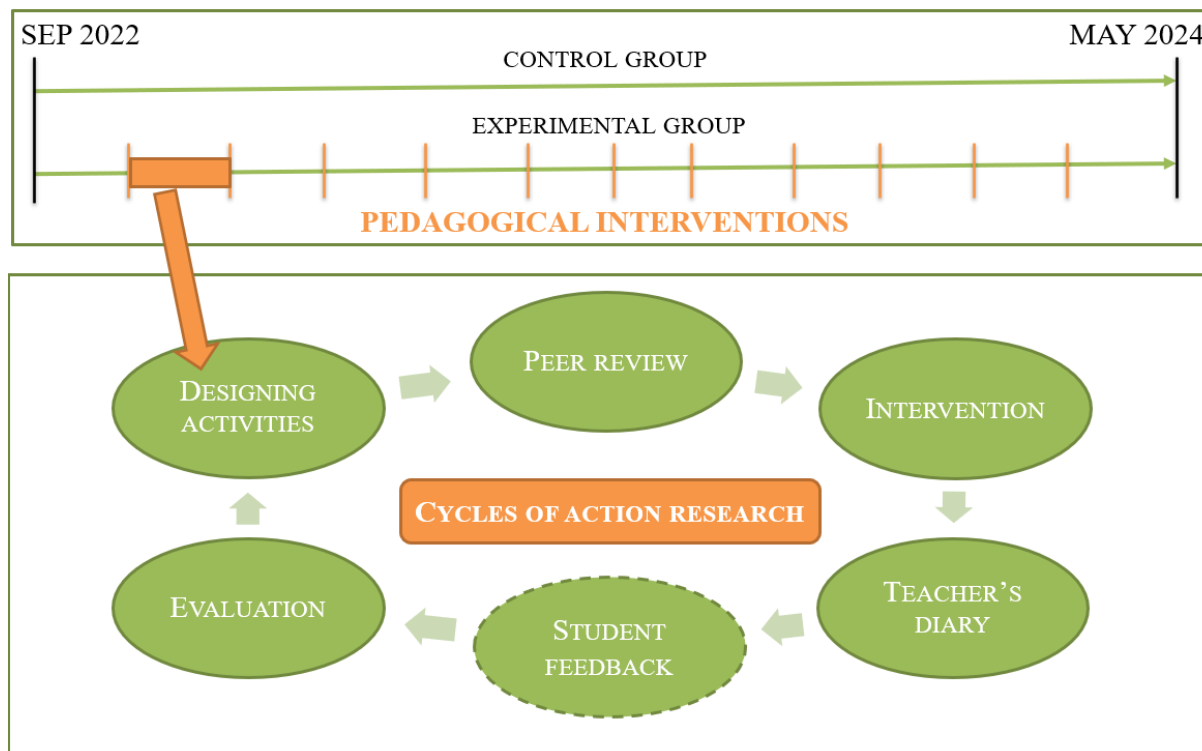 SEP 2022
MAY 2024
CONTROL GROUP
EXPERIMENTAL GROUP
PEDAGOGICAL INTERVENTIONS
DESIGNING
ACTIVITIES
PEER REVIEW
INTERVENTION
CYCLES OF ACTION RESEARCH
EVALUATION
STUDENT
FEEDBACK
TEACHER’S
DIARY